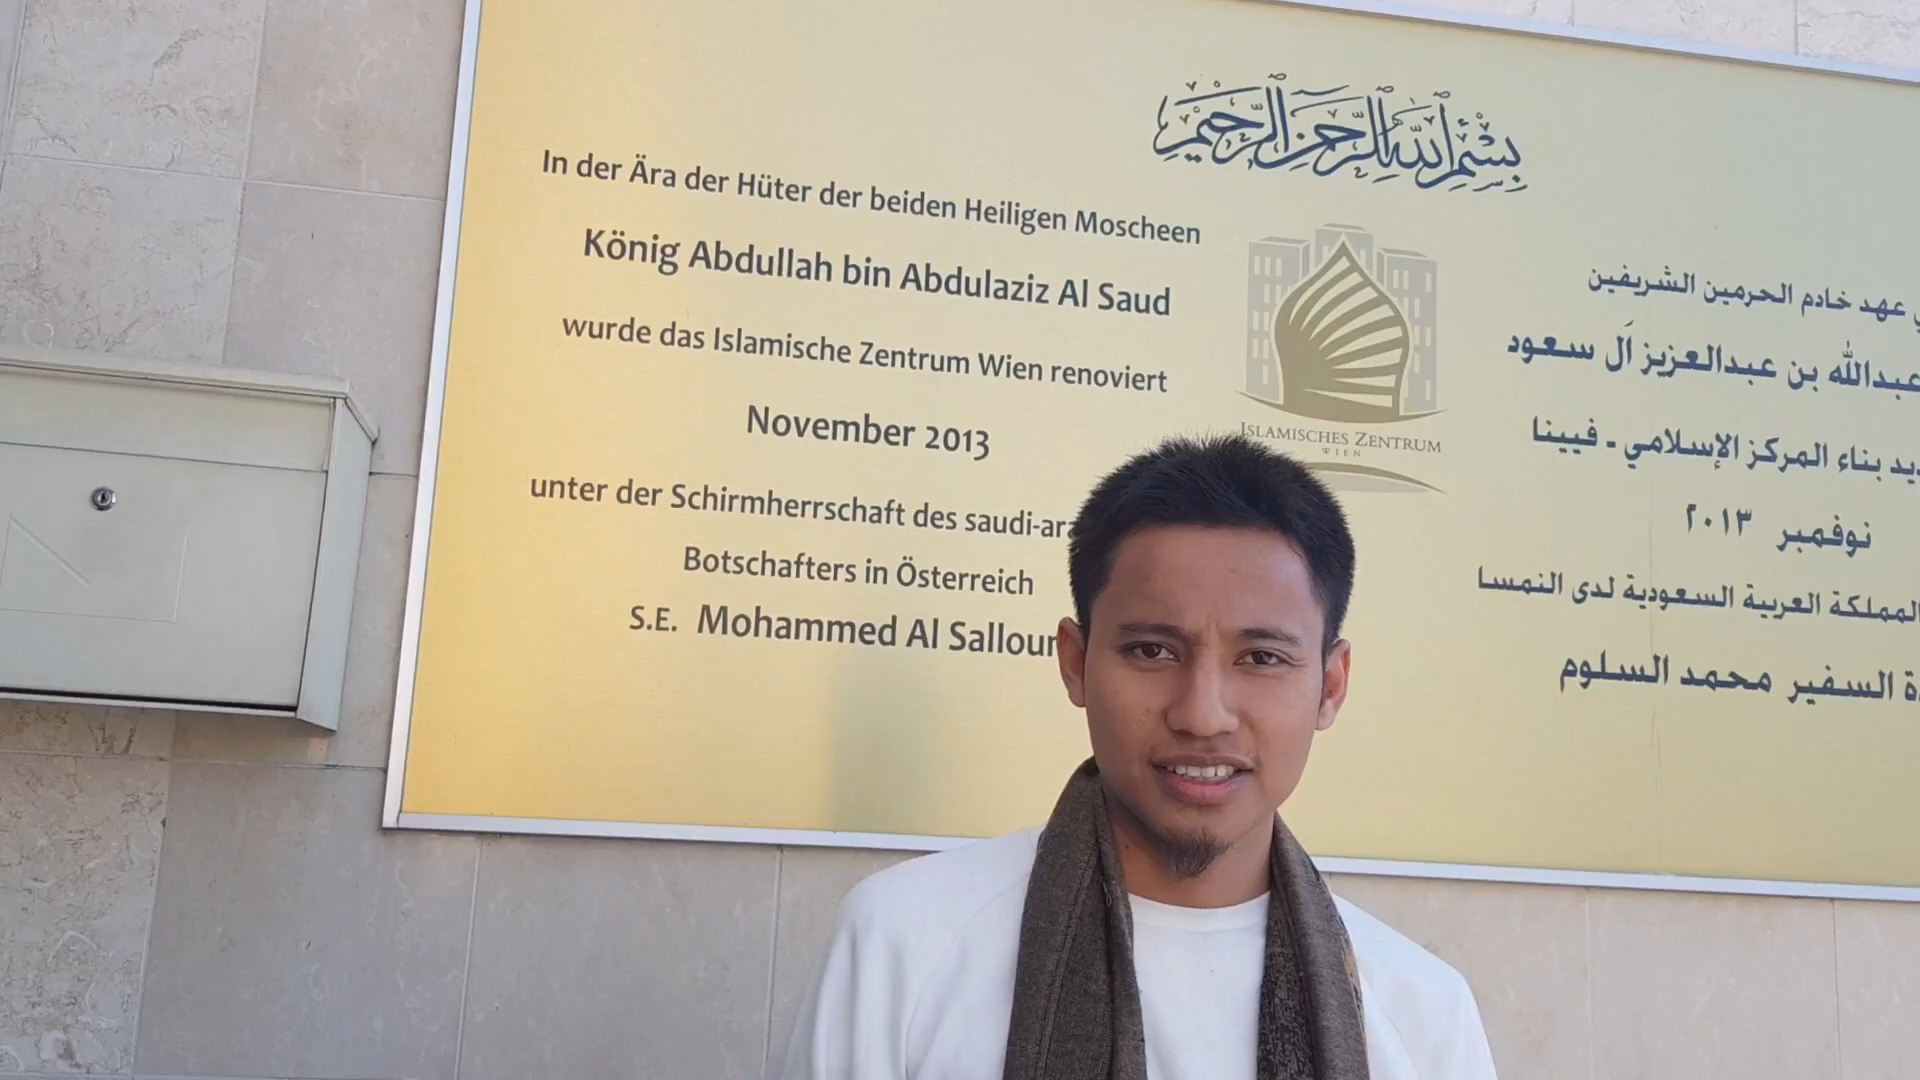 بسم الله الرحمن الرحيم
In der Ära der Hüter der beiden Heiligen Moscheen
König Abdullah bin Abdulaziz Al Saud
wurde das Islamische Zentrum Wien renoviert
November 2013
unter der Schirmherrschaft des
Botschafters in Österreich
S.E. Mohammed Al
ISLAMISCHES ZENTRUM
WIEN
عهد خادم الحرمين الشريفين
عبدالله بن عبدالعزيز آل سعود
بناء المركز الإسلامي - فيينا
نوفمبر ٢٠١٣
المملكة العربية السعودية لدى النمسا
السفير محمد السلوم